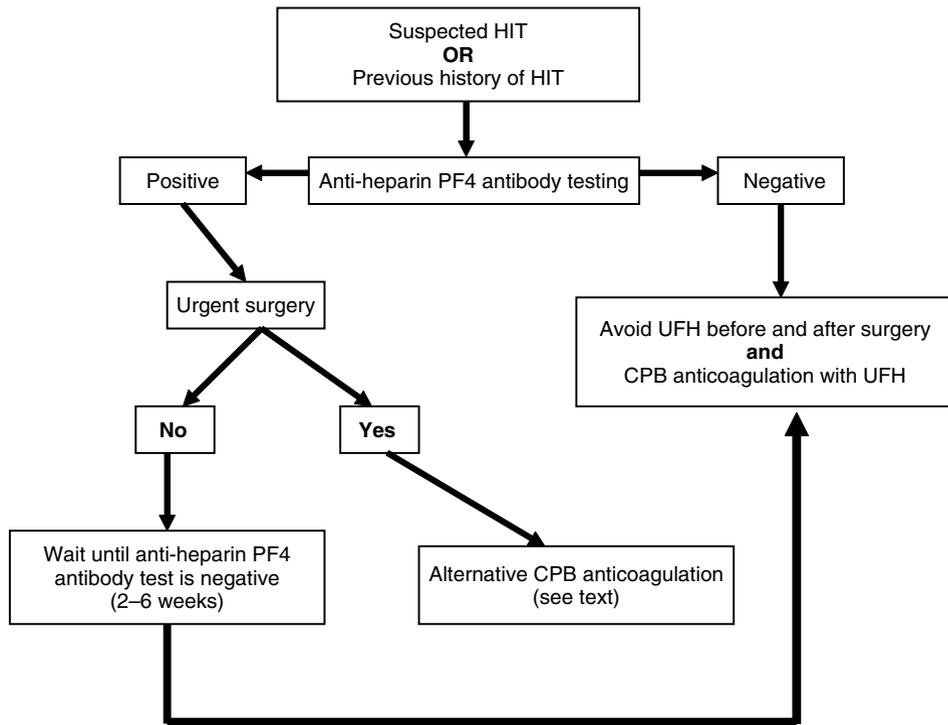 Suspected HIT
OR
Previous history of HIT
Positive
Anti-heparin PF4 antibody testing
Negative
Urgent surgery
Avoid UFH before and after surgery
and
CPB anticoagulation with UFH
No
Yes
Wait until anti-heparin PF4
antibody test is negative
(2–6 weeks)
Alternative CPB anticoagulation
(see text)